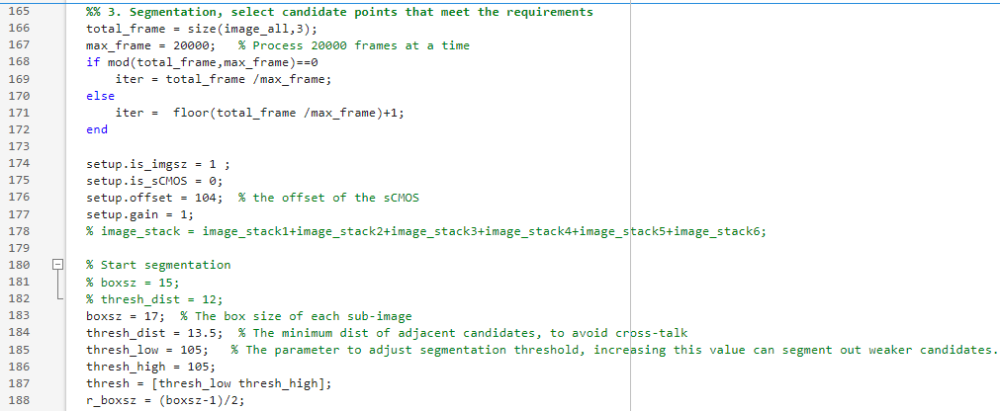 165 %% 3. Segmentation, select candidate points that meet the requirements
166 total_frame = size(image_all,3);
167 max_frame = 20000;   % Process 20000 frames at a time
168 if mod(total_frame,max_frame)==0
169     iter = total_frame /max_frame;
170 else
171     iter =  floor(total_frame /max_frame)+1;
172 end
173
174 setup.is_imgsz = 1 ;
175 setup.is_sCMOS = 0;
176 setup.offset = 104;  % the offset of the sCMOS
177 setup.gain = 1;
178 % image_stack = image_stack1+image_stack2+image_stack3+image_stack4+image_stack5+image_stack6;
179
180 % Start segmentation
181 % boxsz = 15;
182 % thresh_dist = 12;
183 boxsz = 17;  % The box size of each sub-image
184 thresh_dist = 13.5;  % The minimum dist of adjacent candidates, to avoid cross-talk
185 thresh_low = 105;   % The parameter to adjust segmentation threshold, increasing this value can segment out weaker candidates.
186 thresh_high = 105;
187 thresh = [thresh_low thresh_high];
188 r_boxsz = (boxsz-1)/2;